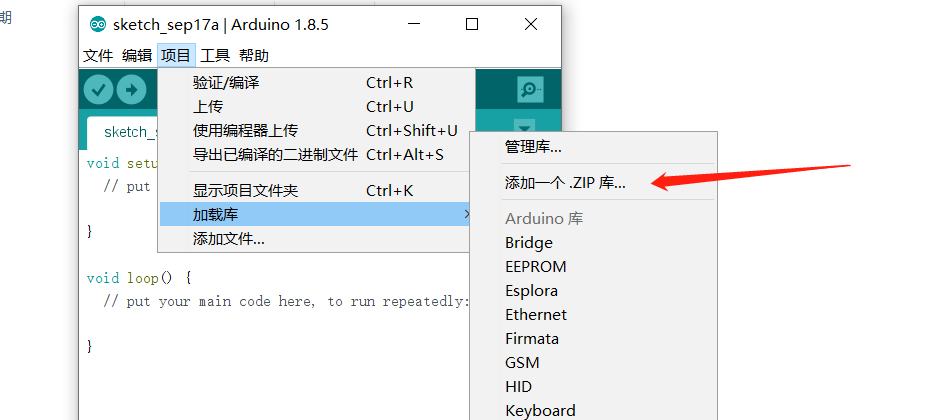 期
sketch_sep17a | Arduino 1.8.5
文件 编辑 项目 工具 帮助
验证/编译 Ctrl+R
上传 Ctrl+U
使用编程器上传 Ctrl+Shift+U
导出已编译的二进制文件 Ctrl+Alt+S
显示项目文件夹 Ctrl+K
加载库
添加文件...
管理库...
添加一个 .ZIP 库...
Arduino 库
Bridge
EEPROM
Esplora
Ethernet
Firmata
GSM
HID
Keyboard
sketch_s
void setu
// put
}
void loop() {
// put your main code here, to run repeatedly:
}